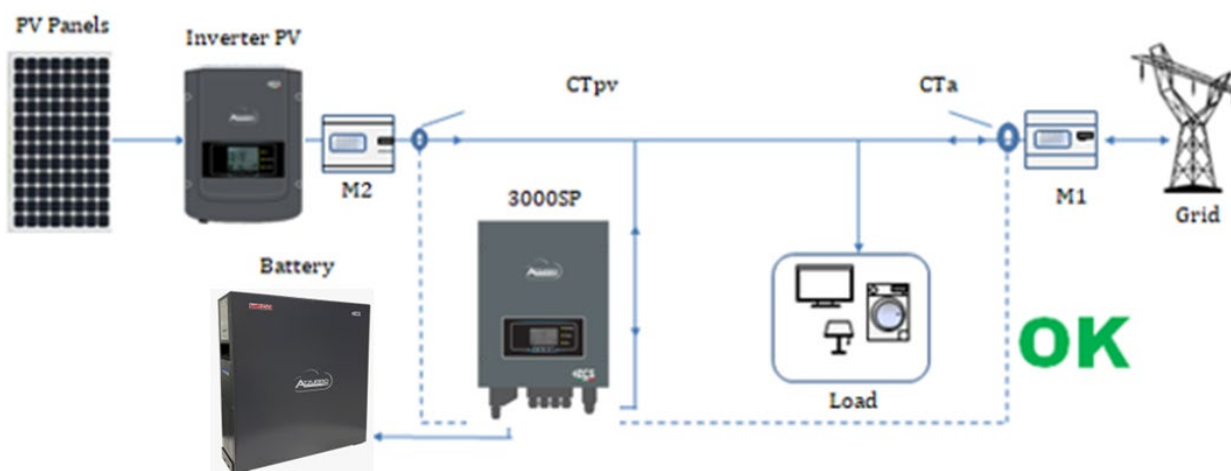 PV Panels
Inverter PV
CTpv
CTa
M2
M1
Grid
3000SP
Battery
Load
OK